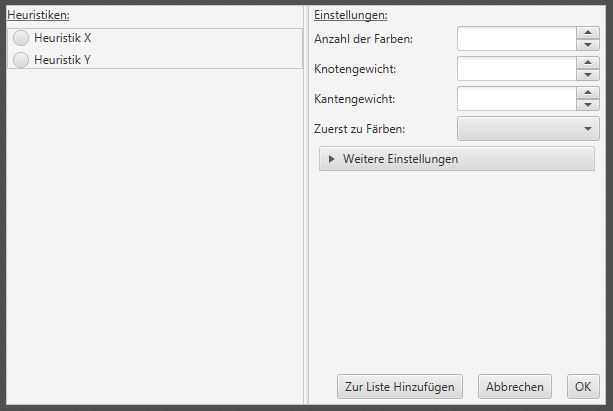 Heuristiken:
Heuristik X
Heuristik Y
Einstellungen:
Anzahl der Farben:
Knotengewicht:
Kantengewicht:
Zuerst zu Färben:
Weitere Einstellungen
Zur Liste Hinzufügen
Abbrechen
OK